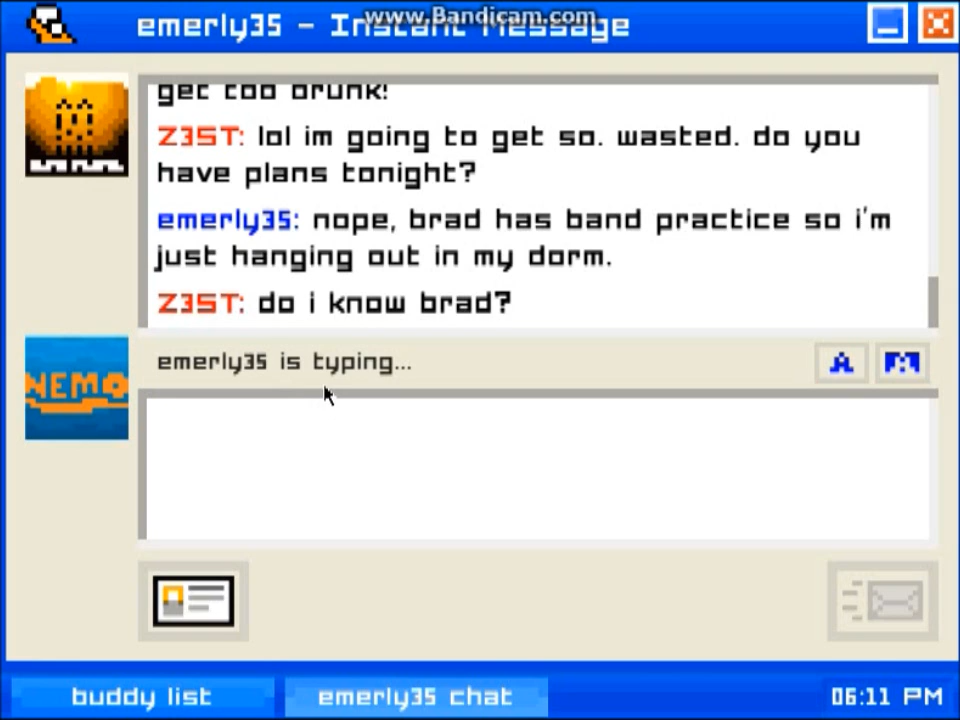 www.Bandicam.com
emerly35 - Instant Message
get too drunk!
Z3ST: lol im going to get so. wasted. do you
have plans tonight?
emerly35: nope, brad has band practice so i'm
just hanging out in my dorm.
Z3ST: do i know brad?
NEMO
emerly35 is typing...
A
buddy list
emerly35 chat
06:11 PM